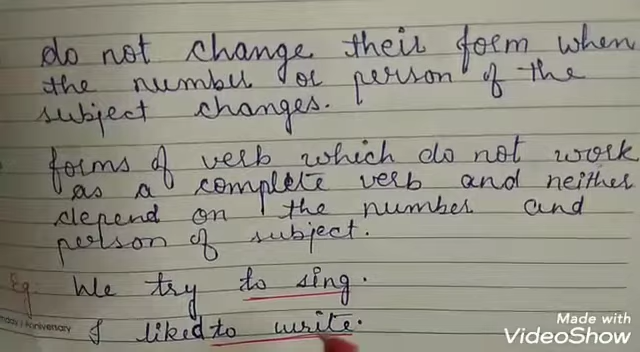 do not change their form when
the number or person of the
subject changes.
forms of verb which do not work
as a complete verb and neither
depend on the number and
person of subject.
Eg: We try to sing.
I liked to write.
Anniversary
Made with
VideoShow